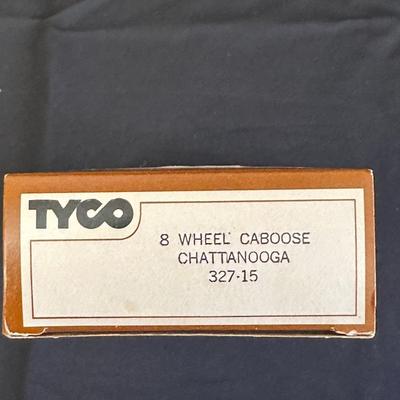 TYCO
8 WHEEL CABOOSE
CHATTANOOGA
327-15